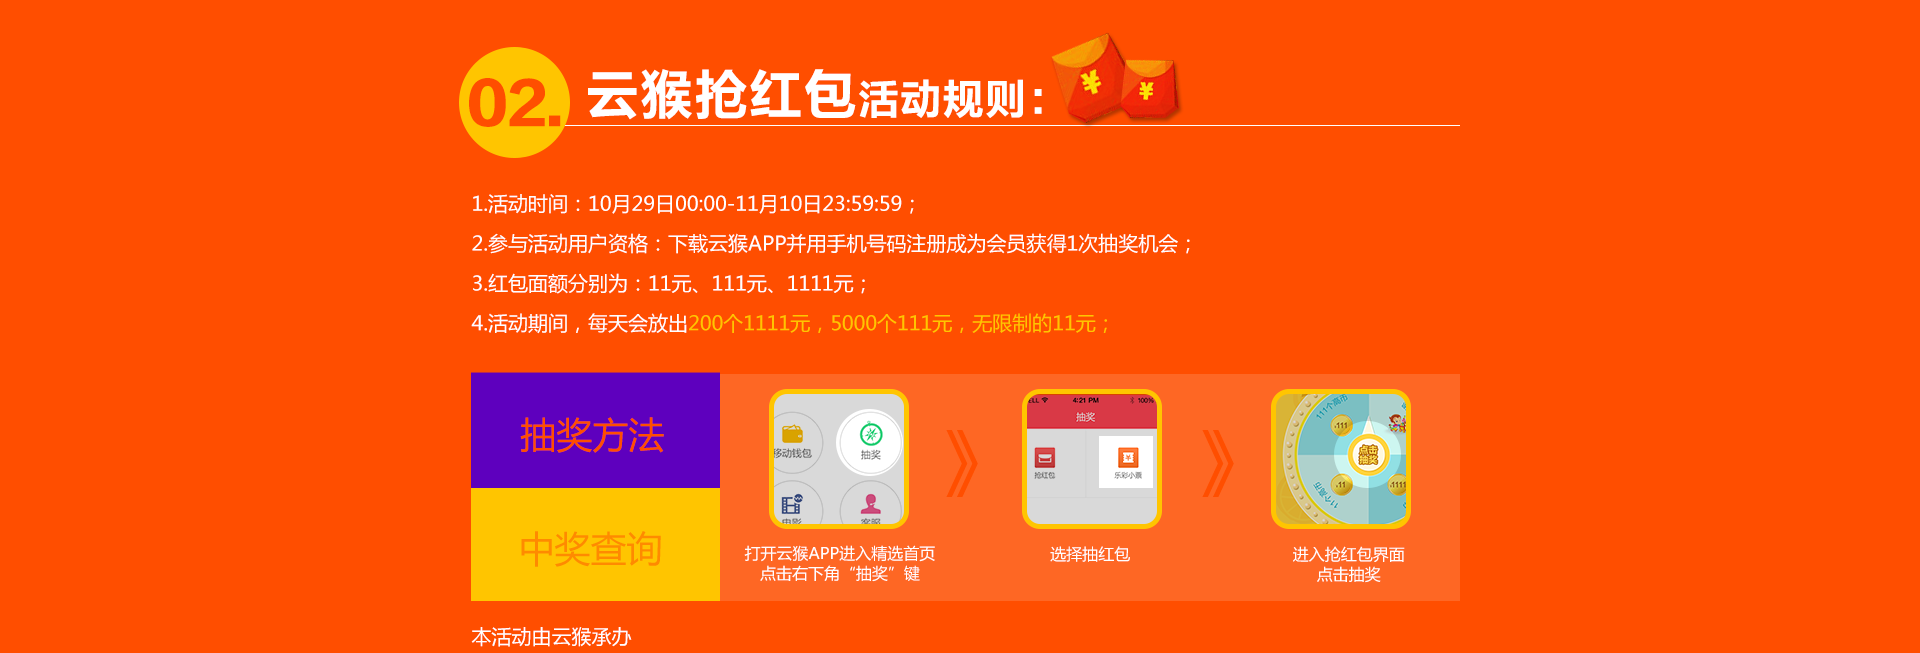 02.
云猴抢红包活动规则：
¥
¥
1.活动时间：10月29日00:00-11月10日23:59:59；
2.参与活动用户资格：下载云猴APP并用手机号码注册成为会员获得1次抽奖机会；
3.红包面额分别为：11元、111元、1111元；
4.活动期间，每天会放出200个1111元，5000个111元，无限制的11元；
抽奖方法
中奖查询
移动钱包
抽奖
电影
客服
打开云猴APP进入精选首页
点击右下角“抽奖”键
ELL 4:21 PM 100%
抽奖
抢红包
乐彩小票
选择抽红包
111个高币
111
点击
抽奖
11
1111
11个高币
进入抢红包界面
点击抽奖
本活动由云猴承办